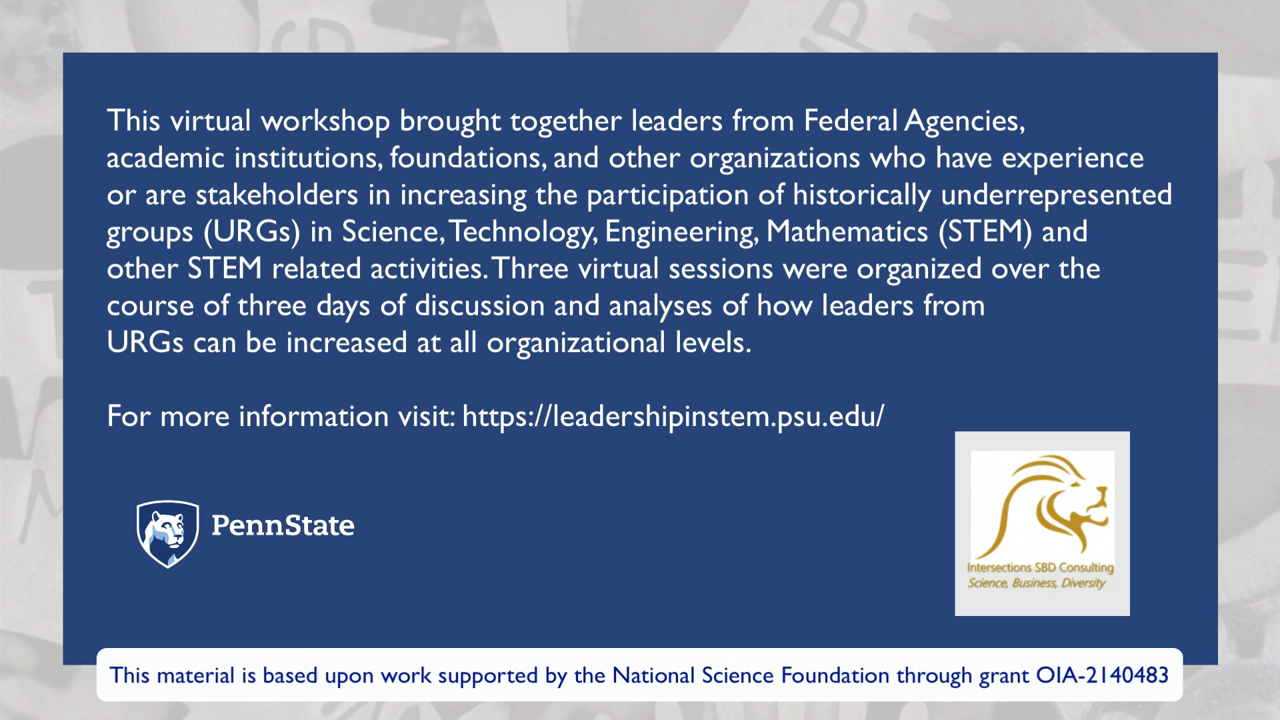 This virtual workshop brought together leaders from Federal Agencies,
academic institutions, foundations, and other organizations who have experience
or are stakeholders in increasing the participation of historically underrepresented
groups (URGs) in Science, Technology, Engineering, Mathematics (STEM) and
other STEM related activities. Three virtual sessions were organized over the
course of three days of discussion and analyses of how leaders from
URGs can be increased at all organizational levels.
For more information visit: https://leadershipinstem.psu.edu/
PennState
Intersections SBD Consulting
Science, Business, Diversity
This material is based upon work supported by the National Science Foundation through grant OIA-2140483